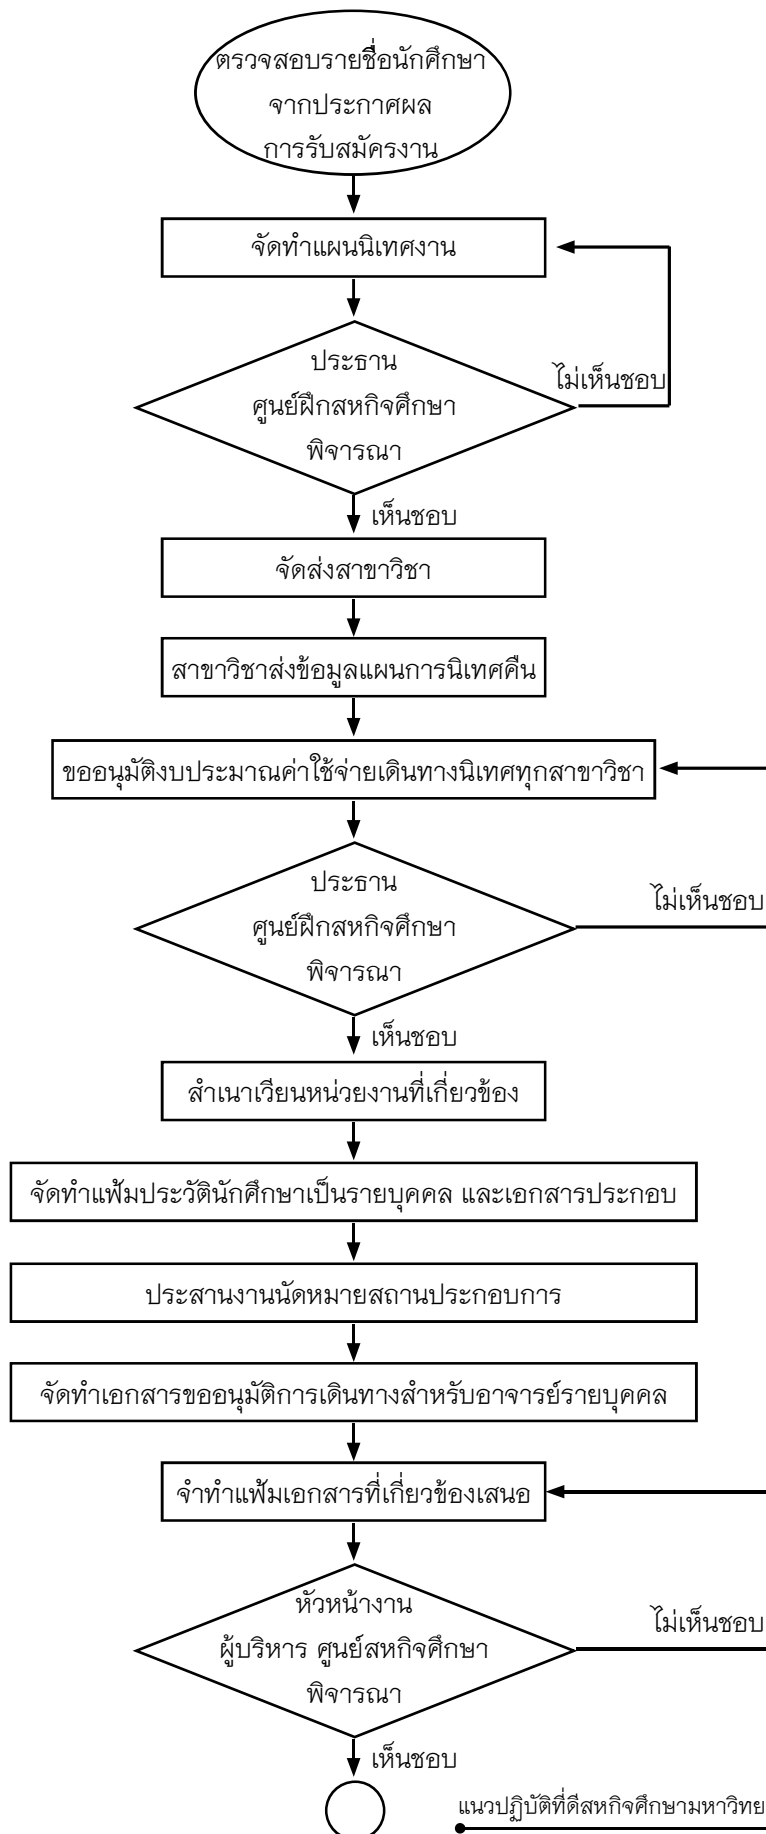 ตรวจสอบรายชื่อนักศึกษา
จากประกาศผล
การรับสมัครงาน
จัดทำแผนนิเทศงาน
ประธาน
ศูนย์ฝึกสหกิจศึกษา
พิจารณา
ไม่เห็นชอบ
เห็นชอบ
จัดส่งสาขาวิชา
สาขาวิชาส่งข้อมูลแผนการนิเทศคืน
ขออนุมัติงบประมาณค่าใช้จ่ายเดินทางนิเทศทุกสาขาวิชา
ประธาน
ศูนย์ฝึกสหกิจศึกษา
พิจารณา
ไม่เห็นชอบ
เห็นชอบ
สำเนาเวียนหน่วยงานที่เกี่ยวข้อง
จัดทำแฟ้มประวัตินักศึกษาเป็นรายบุคคล และเอกสารประกอบ
ประสานงานนัดหมายสถานประกอบการ
จัดทำเอกสารขออนุมัติการเดินทางสำหรับอาจารย์รายบุคคล
จำทำแฟ้มเอกสารที่เกี่ยวข้องเสนอ
หัวหน้างาน
ผู้บริหาร ศูนย์สหกิจศึกษา
พิจารณา
ไม่เห็นชอบ
เห็นชอบ
แนวปฏิบัติที่ดีสหกิจศึกษามหาวิทย